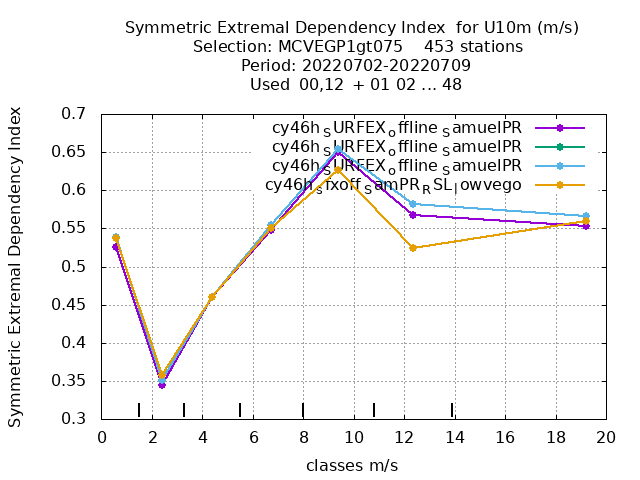 Symmetric Extremal Dependency Index  for U10m (m/s)
Selection: MCVEGP1gt075    453 stations
Period: 20220702-20220709
Used  00,12  + 01 02 ... 48
Symmetric Extremal Dependency Index
0.7
0.65
0.6
0.55
0.5
0.45
0.4
0.35
0.3
cy46h_SURFEX_offline_SamuelPR
cy46h_SURFEX_offline_SamuelPR
cy46h_SURFEX_offline_SamuelPR
cy46h_sfxoff_SamPR_RSL_lowvego
0 2 4 6 8 10 12 14 16 18 20
classes m/s